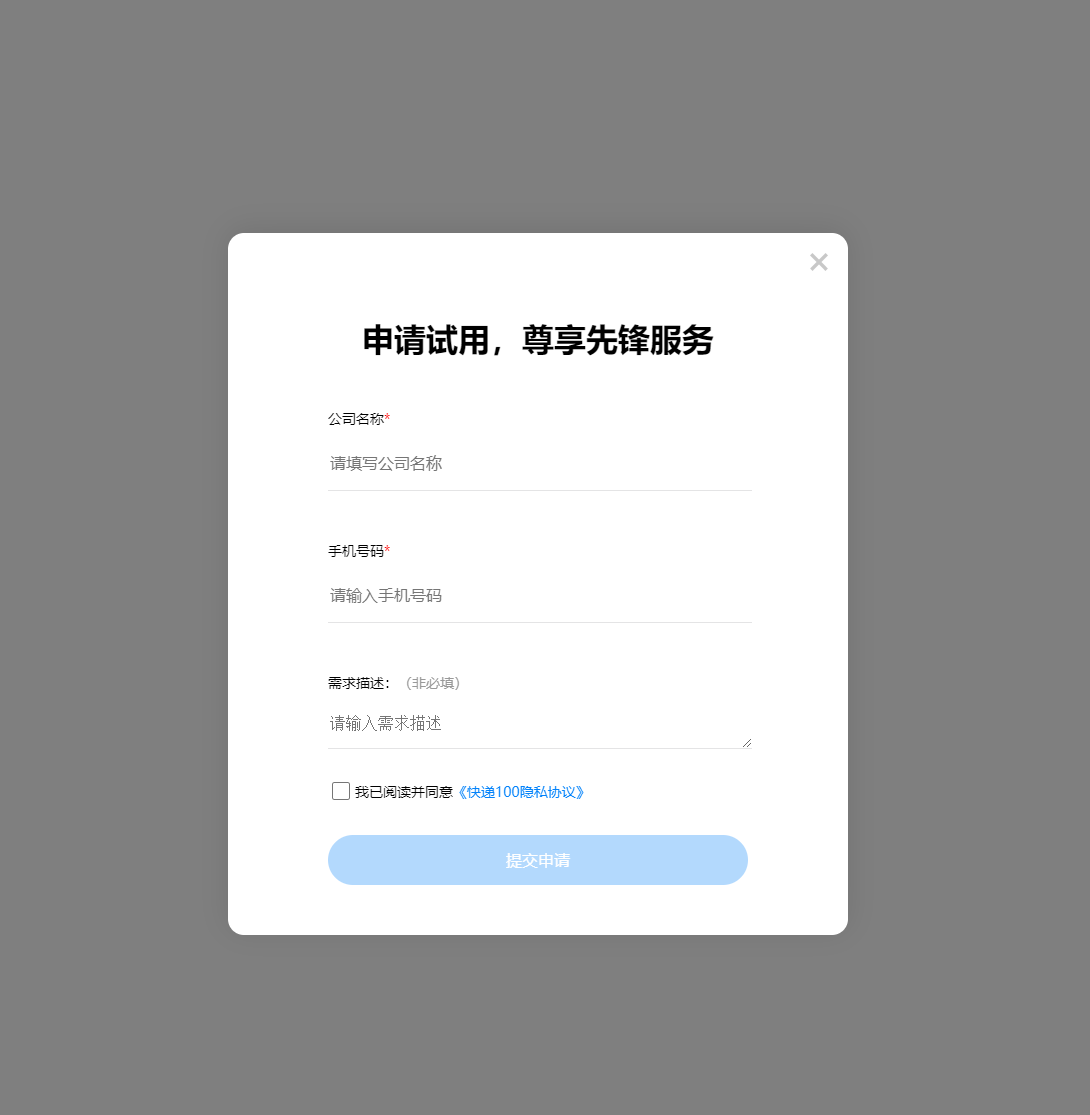 申请试用，尊享先锋服务
公司名称*
请填写公司名称
手机号码*
请输入手机号码
需求描述：（非必填）
请输入需求描述
我已阅读并同意《快递100隐私协议》
提交申请